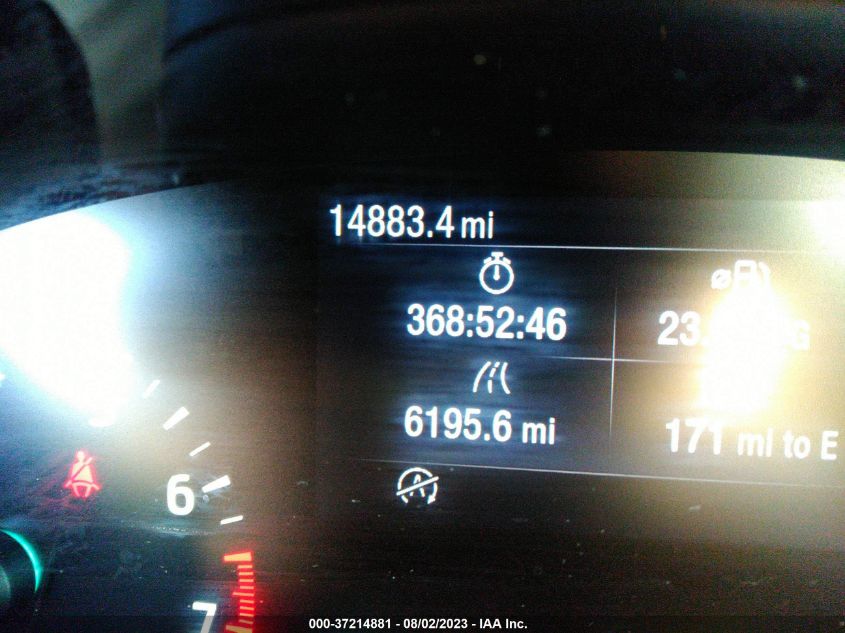 14883.4 mi
368:52:46
6195.6 mi
171 mi to E
6
7
000-37214881 - 08/02/2023 - IAA Inc.